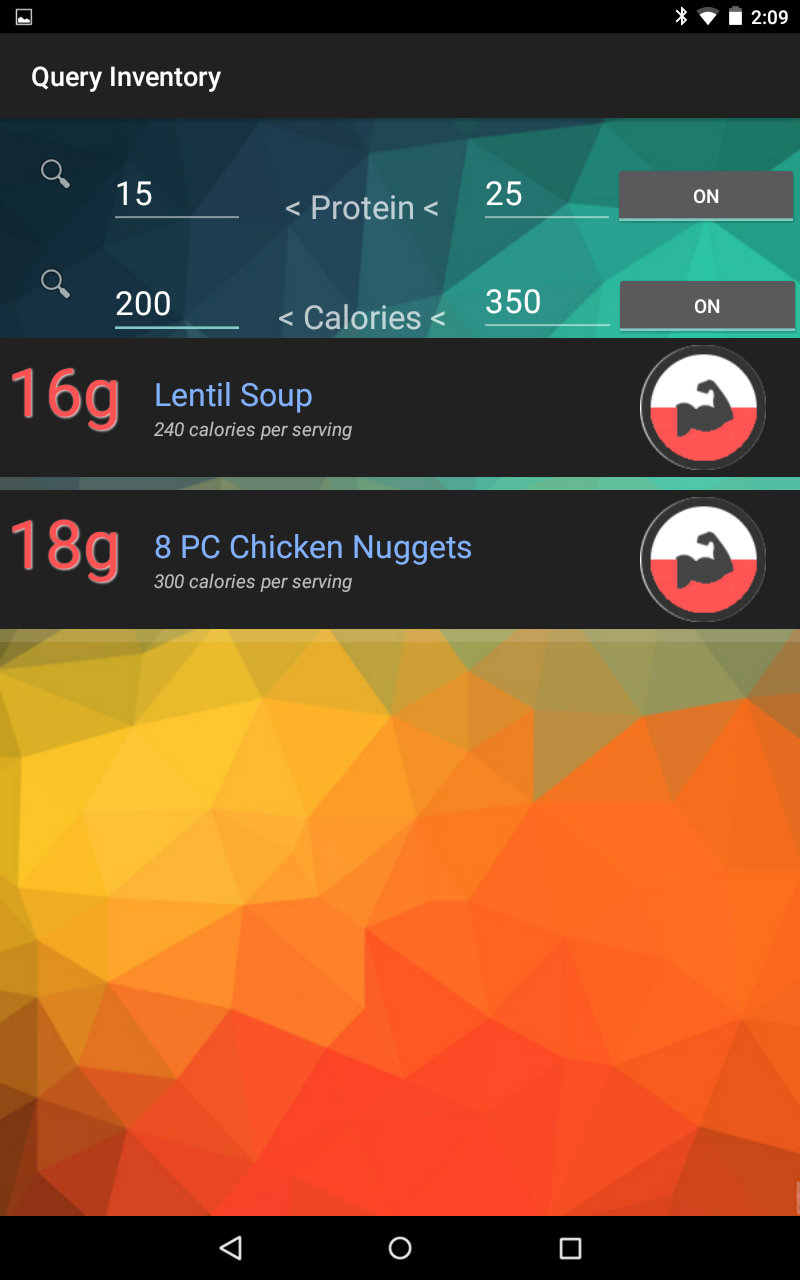 2:09
Query Inventory
15 < Protein < 25 ON
200 < Calories < 350 ON
16g Lentil Soup
240 calories per serving
18g 8 PC Chicken Nuggets
300 calories per serving